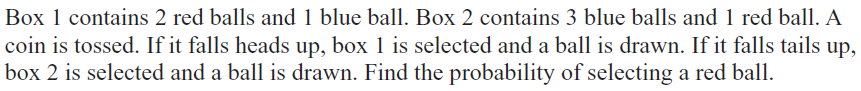 Box 1 contains 2 red balls and 1 blue ball. Box 2 contains 3 blue balls and 1 red ball. A
coin is tossed. If it falls heads up, box 1 is selected and a ball is drawn. If it falls tails up,
box 2 is selected and a ball is drawn. Find the probability of selecting a red ball.